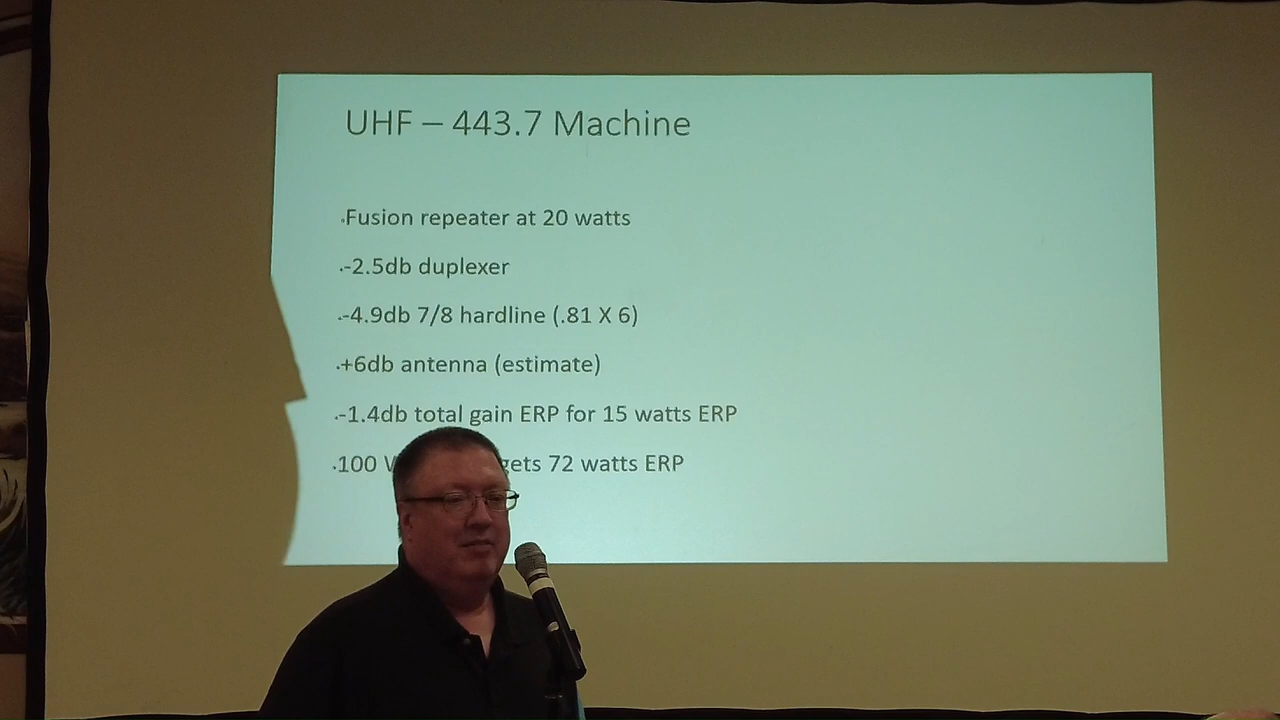 UHF – 443.7 Machine
·Fusion repeater at 20 watts
·-2.5db duplexer
·-4.9db 7/8 hardline (.81 X 6)
·+6db antenna (estimate)
·-1.4db total gain ERP for 15 watts ERP
·100 gets 72 watts ERP